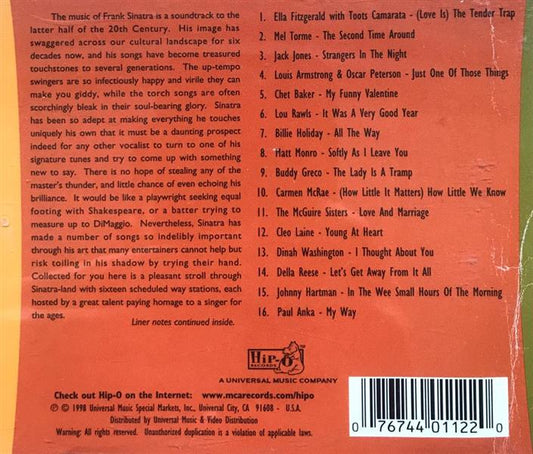 The music of Frank Sinatra is a soundtrack to the
latter half of the 20th Century. His image has
swaggered across our cultural landscape for six
decades now, and his songs have become treasured
touchstones to several generations. The up-tempo
swingers are so infectiously happy and virile they can
make you giddy, while the torch songs are often
scorchingly bleak in their soul-bearing glory. Sinatra
has been so adept at making everything he touches
uniquely his own that it must be a daunting prospect
indeed for any other vocalist to turn to one of his
signature tunes and try to come up with something
new to say. There is no hope of stealing any of the
master's thunder, and little chance of even echoing his
brilliance. It would be like a playwright seeking equal
footing with Shakespeare, or a batter trying to
measure up to DiMaggio. Nevertheless, Sinatra has
made a number of songs so indelibly important
through his art that many entertainers cannot help but
risk toiling in his shadow by trying their hand.
Collected for you here is a pleasant stroll through
Sinatra-land with sixteen scheduled way stations, each
hosted by a great talent paying homage to a singer for
the ages.
Liner notes continued inside.
1. Ella Fitzgerald with Toots Camarata - (Love Is) The Tender Trap
2. Mel Torme - The Second Time Around
3. Jack Jones - Strangers In The Night
4. Louis Armstrong & Oscar Peterson - Just One Of Those Things
5. Chet Baker - My Funny Valentine
6. Lou Rawls - It Was A Very Good Year
7. Billie Holiday - All The Way
8. Matt Monro - Softly As I Leave You
9. Buddy Greco - The Lady Is A Tramp
10. Carmen McRae - (How Little It Matters) How Little We Know
11. The McGuire Sisters - Love And Marriage
12. Cleo Laine - Young At Heart
13. Dinah Washington - I Thought About You
14. Della Reese - Let's Get Away From It All
15. Johnny Hartman - In The Wee Small Hours Of The Morning
16. Paul Anka - My Way
HIP-O
RECORDS
TM
A UNIVERSAL MUSIC COMPANY
Check out Hip-O on the Internet: www.mcarecords.com/hipo
℗ © 1998 Universal Music Special Markets, Inc., Universal City, CA 91608 - U.S.A.
Distributed by Universal Music & Video Distribution
Warning: All rights reserved. Unauthorized duplication is a violation of applicable laws.
0 76744 01122 0